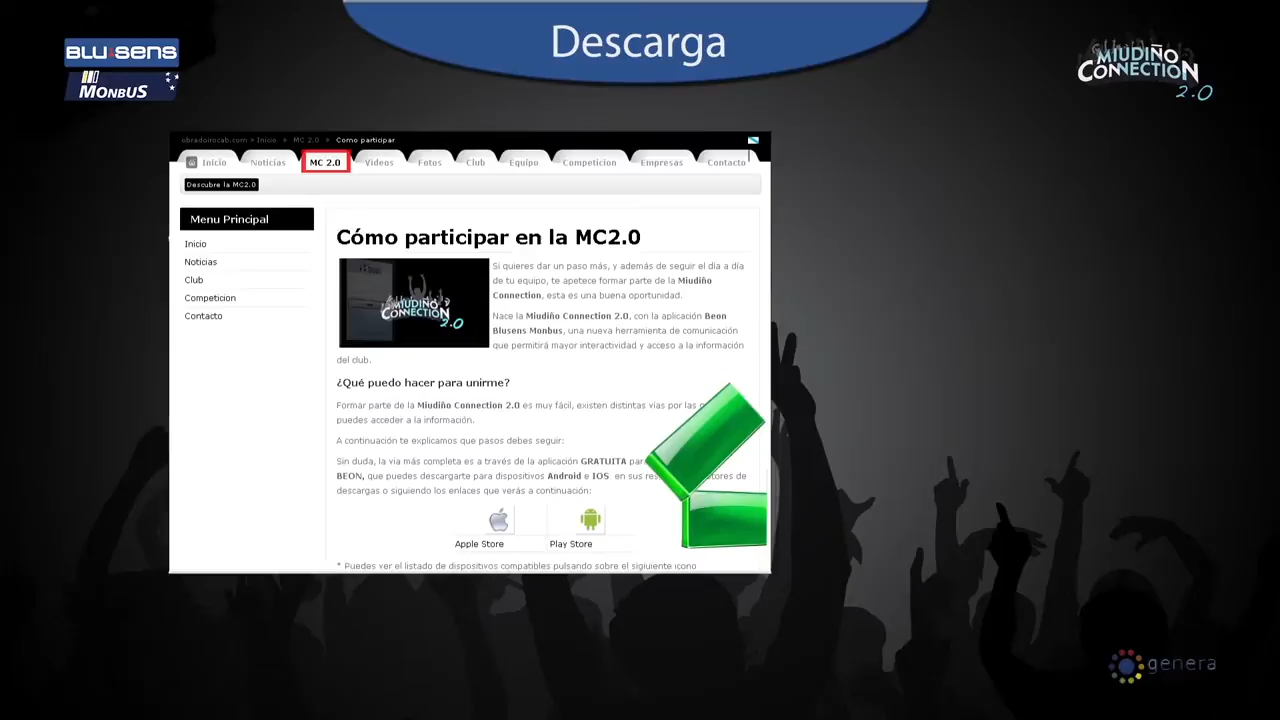 Descarga
BLU:SENS
MONBUS
MIUDIÑO
CONNECTION
2.0
obradoirocab.com > Inicio > MC 2.0 > Como participar
Inicio Noticias MC 2.0 Videos Fotos Club Equipo Competicion Empresas Contacto
Descubre la MC2.0
Menu Principal
Inicio
Noticias
Club
Competicion
Contacto
Cómo participar en la MC2.0
MIUDIÑO
CONNECTION
2.0
Si quieres dar un paso más, y además de seguir el día a día
de tu equipo, te apetece formar parte de la Miudiño
Connection, esta es una buena oportunidad.
Nace la Miudiño Connection 2.0, con la aplicación Beon
Blusens Monbus, una nueva herramienta de comunicación
que permitirá mayor interactividad y acceso a la información
del club.
¿Qué puedo hacer para unirme?
Formar parte de la Miudiño Connection 2.0 es muy fácil, existen distintas vías por las
puedes acceder a la información.
A continuación te explicamos que pasos debes seguir:
Sin duda, la via más completa es a través de la aplicación GRATUITA
BEON, que puedes descargarte para dispositivos Android e IOS en sus
descargas o siguiendo los enlaces que verás a continuación:
Apple Store Play Store
* Puedes ver el listado de dispositivos compatibles pulsando sobre el siguiente icono
genera